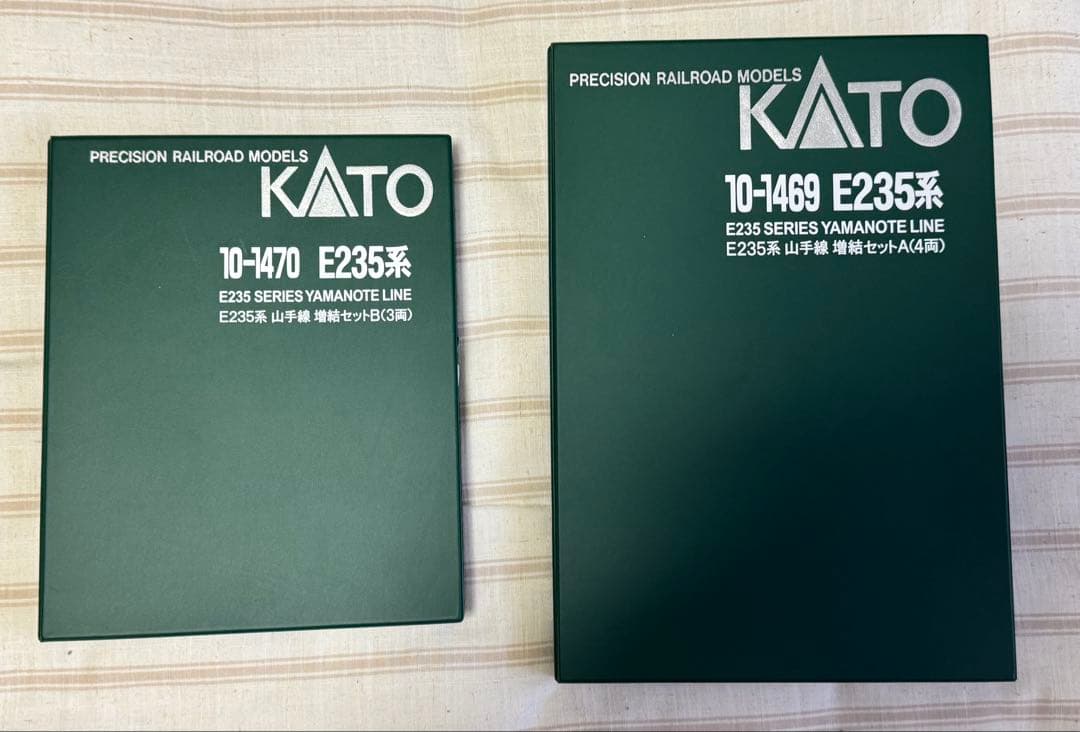 PRECISION RAILROAD MODELS
KATO
10-1470 E235系
E235 SERIES YAMANOTE LINE
E235系 山手線 増結セットB(3両)
PRECISION RAILROAD MODELS
KATO
10-1469 E235系
E235 SERIES YAMANOTE LINE
E235系 山手線 増結セットA(4両)